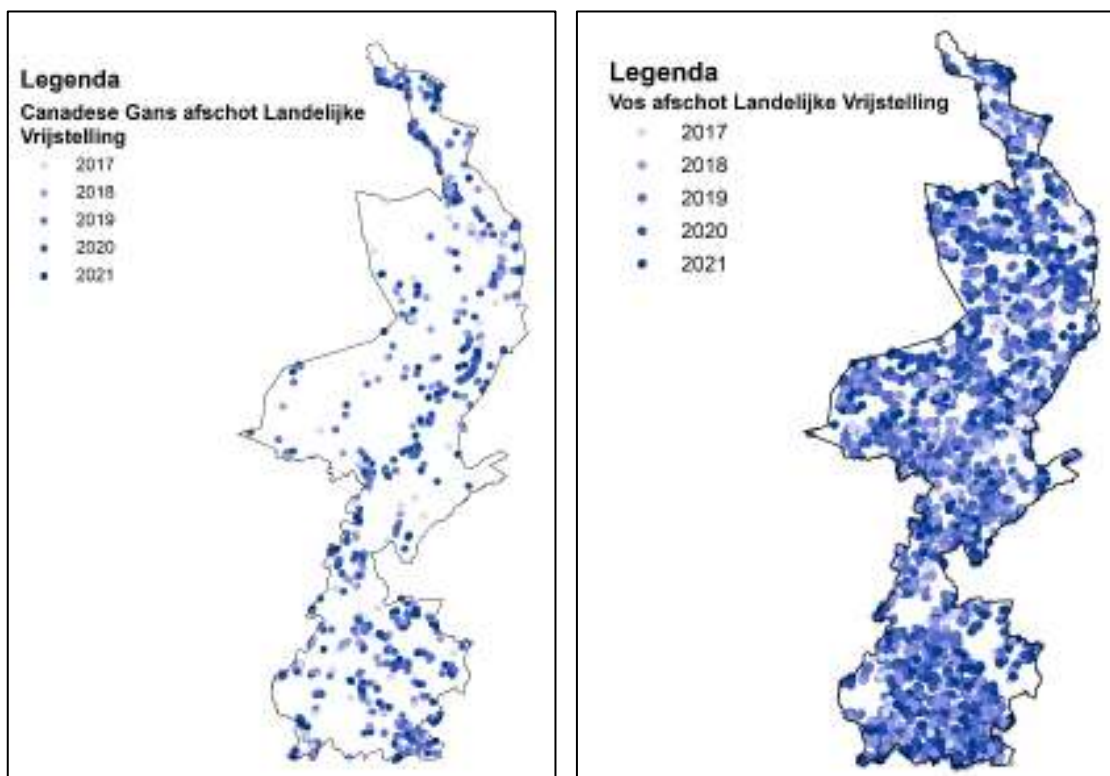 Legenda
Canadese Gans afschot Landelijke
Vrijstelling
2017
2018
2019
2020
2021
Legenda
Vos afschot Landelijke Vrijstelling
2017
2018
2019
2020
2021